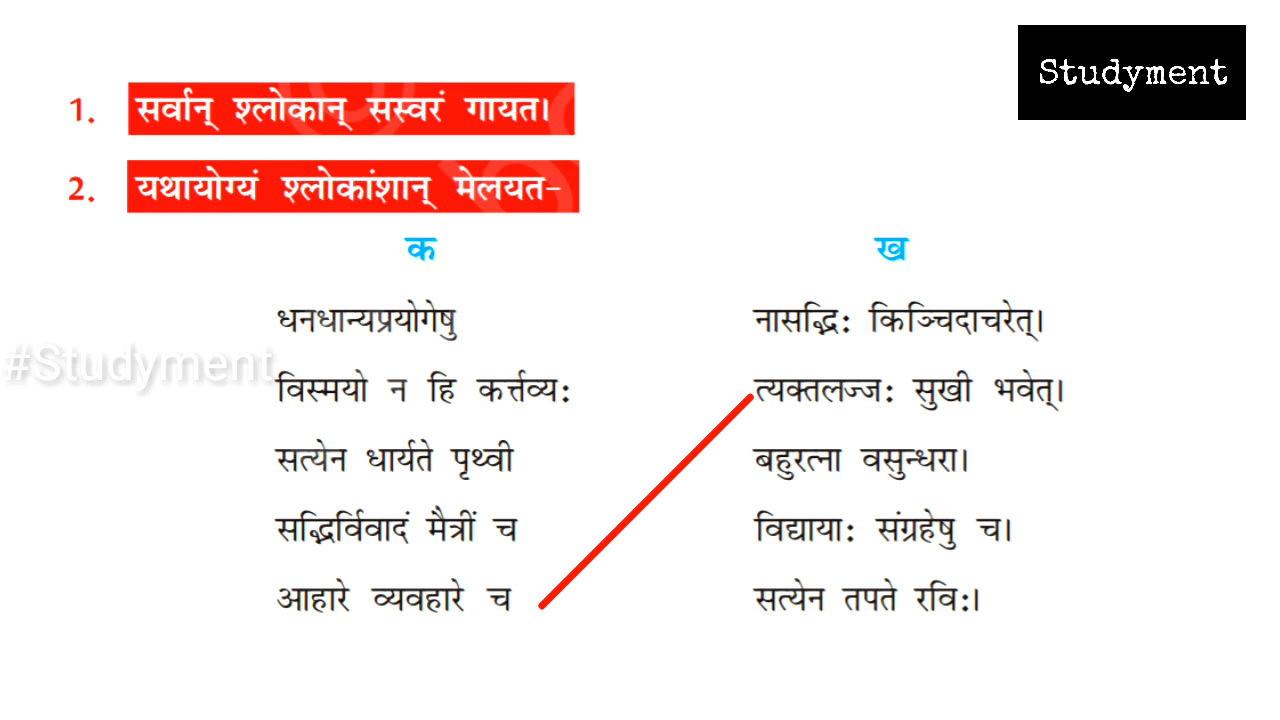 Studyment
1. सर्वान् श्लोकान् सस्वरं गायत।
2. यथायोग्यं श्लोकांशान् मेलयत-
क ख
धनधान्यप्रयोगेषु नासद्भि: किञ्चिदाचरेत्।
#Studyment
विस्मयो न हि कर्त्तव्य: त्यक्तलज्ज: सुखी भवेत्।
सत्येन धार्यते पृथ्वी बहुरत्ना वसुन्धरा।
सद्भिर्विवादं मैत्रीं च विद्याया: संग्रहेषु च।
आहारे व्यवहारे च सत्येन तपते रवि:।